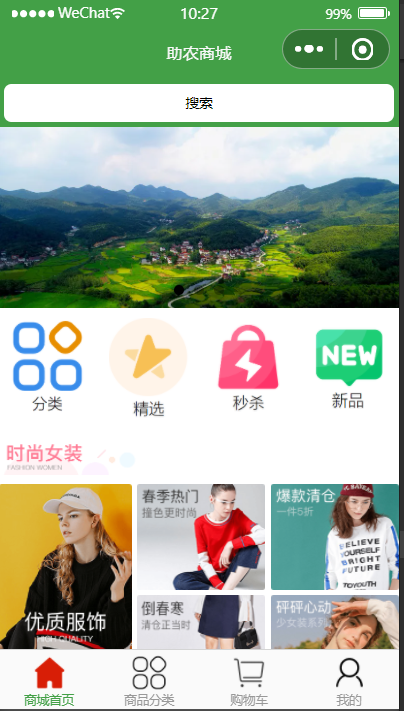 WeChat
10:27
99%
助农商城
搜索
分类
精选
秒杀
NEW
新品
时尚女装
FASHION WOMEN
优质服饰
HIGH QUALITY
春季热门
撞色更时尚
爆款清仓
一件5折
BELIEVE
YOURSELF
BRIGHT
FUTURE
TOYOUTH
倒春寒
清仓正当时
砰砰心动
少女装系列
商城首页
商品分类
购物车
我的